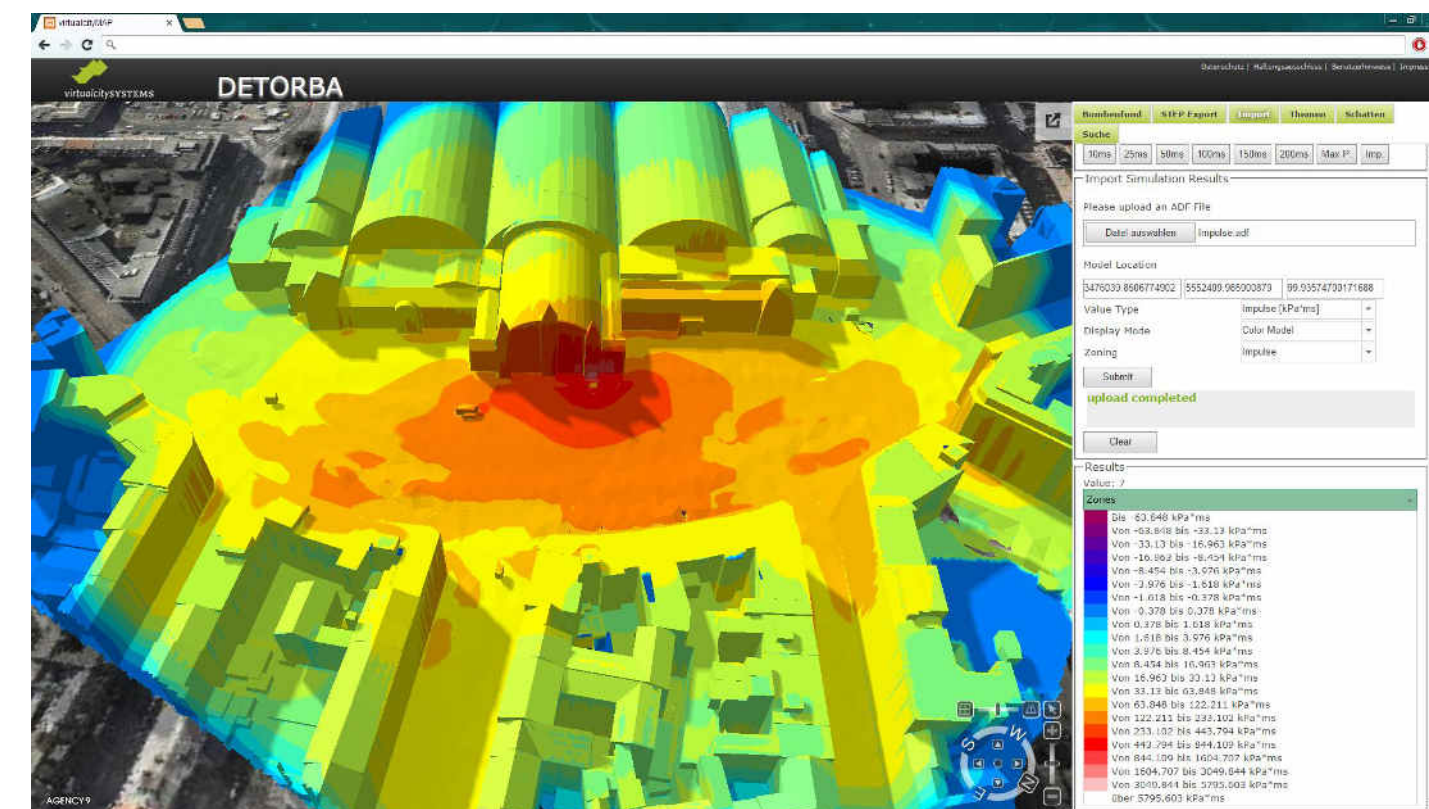 virtualcityMAP
Datenschutz | Haftungsausschluss | Benutzerhinweise | Impress
virtualcitySYSTEMS
DETORBA
Bombenfund STEP Export Import Themen Schatten
Suche
10ms 25ms 50ms 100ms 150ms 200ms Max P. Imp.
Import Simulation Results
Please upload an ADF File
Datei auswählen Impulse.adf
Model Location
3476039.8606774902 5552489.985000879 99.93574700171688
Value Type Impulse [kPa*ms]
Display Mode Color Model
Zoning Impulse
Submit
upload completed
Clear
Results
Value: ?
Zones
Bis -63.848 kPa*ms
Von -63.848 bis -33.13 kPa*ms
Von -33.13 bis -16.963 kPa*ms
Von -16.963 bis -8.454 kPa*ms
Von -8.454 bis -3.976 kPa*ms
Von -3.976 bis -1.618 kPa*ms
Von -1.618 bis -0.378 kPa*ms
Von -0.378 bis 0.378 kPa*ms
Von 0.378 bis 1.618 kPa*ms
Von 1.618 bis 3.976 kPa*ms
Von 3.976 bis 8.454 kPa*ms
Von 8.454 bis 16.963 kPa*ms
Von 16.963 bis 33.13 kPa*ms
Von 33.13 bis 63.848 kPa*ms
Von 63.848 bis 122.211 kPa*ms
Von 122.211 bis 233.102 kPa*ms
Von 233.102 bis 443.794 kPa*ms
Von 443.794 bis 844.109 kPa*ms
Von 844.109 bis 1604.707 kPa*ms
Von 1604.707 bis 3049.844 kPa*ms
Von 3049.844 bis 5795.603 kPa*ms
über 5795.603 kPa*ms
S W N E
AGENCY9